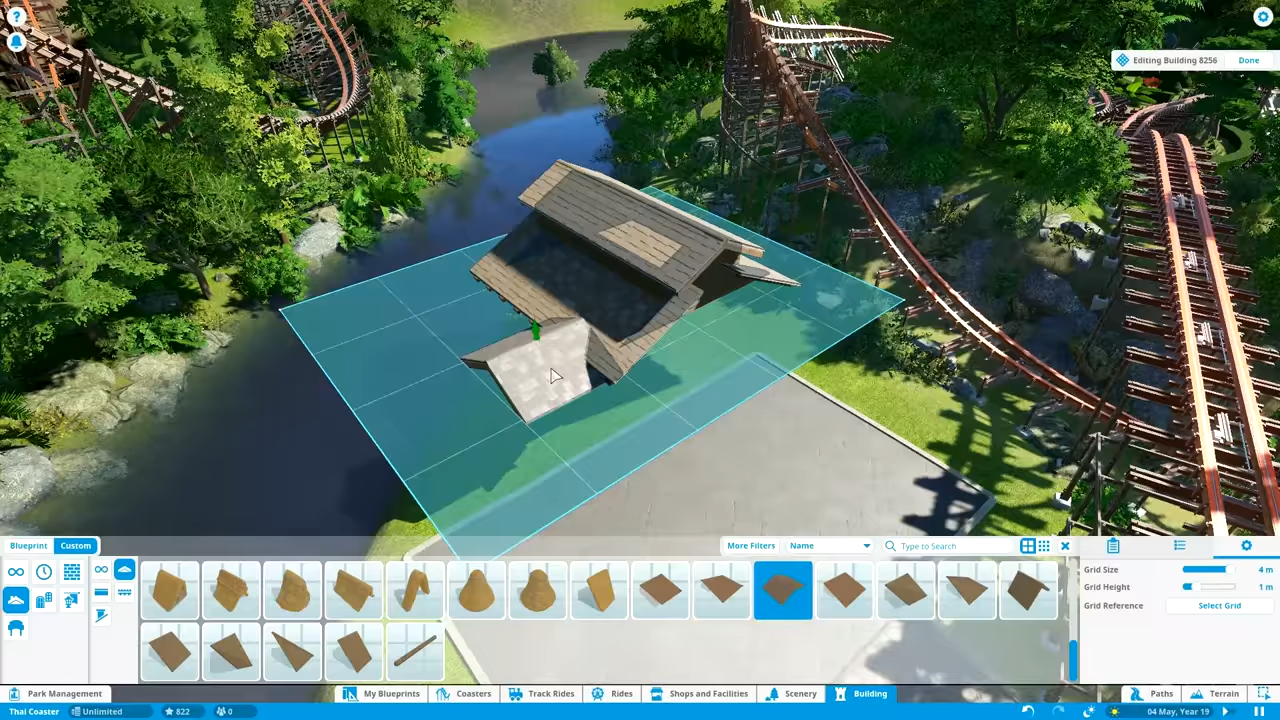 ?
Editing Building 8256
Done
Blueprint
Custom
More Filters
Name
Type to Search
Grid Size
4 m
Grid Height
1 m
Grid Reference
Select Grid
Park Management
My Blueprints
Coasters
Track Rides
Rides
Shops and Facilities
Scenery
Building
Paths
Terrain
Thai Coaster
Unlimited
822
0
04 May, Year 19